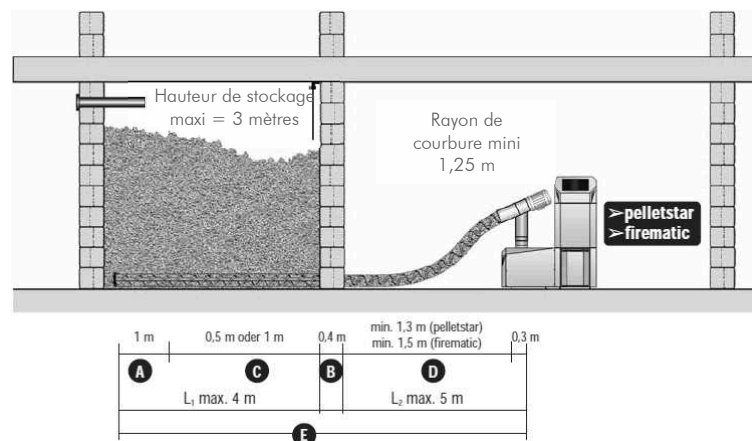 Hauteur de stockage
maxi = 3 mètres
Rayon de
courbure mini
1,25 m
➢pelletstar
➢firematic
1 m
0,5 m oder 1 m
0,4 m
min. 1,3 m (pelletstar)
min. 1,5 m (firematic)
0,3 m
A
C
B
D
L₁ max. 4 m
L₂ max. 5 m
E